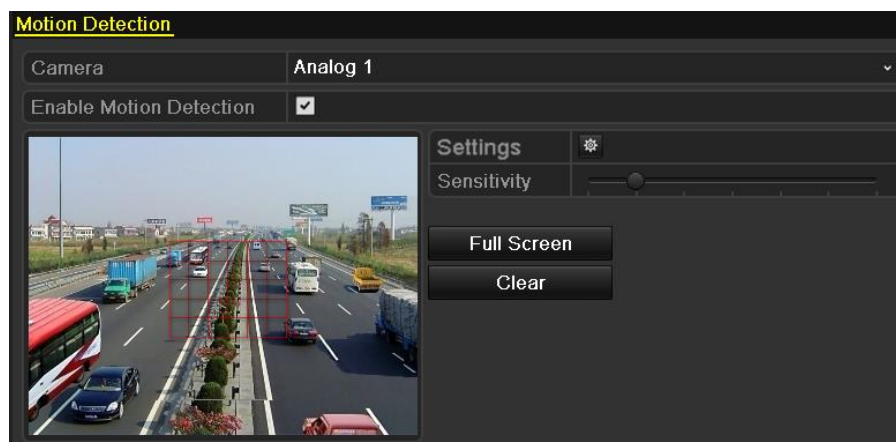 Motion Detection
Camera Analog 1
Enable Motion Detection
Settings
Sensitivity
Full Screen
Clear